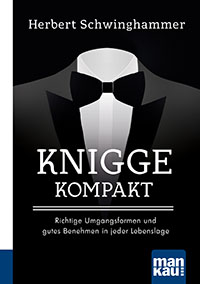 Herbert Schwinghammer
KNIGGE
KOMPAKT
Richtige Umgangsformen und
gutes Benehmen in jeder Lebenslage
man
kau